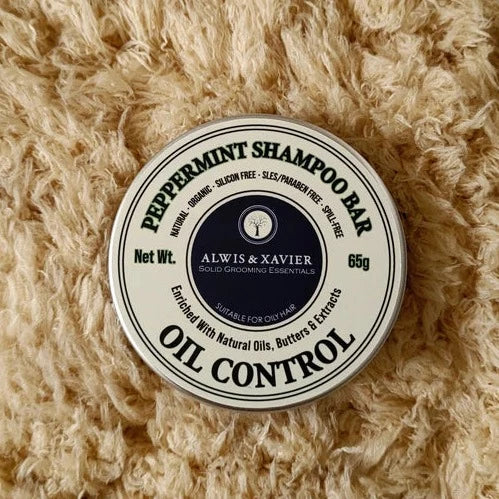 PEPPERMINT SHAMPOO BAR
NATURAL - ORGANIC - SILICON FREE - SLES/PARABEN FREE - SPILL-FREE
Net Wt.
65g
ALWIS & XAVIER
SOLID GROOMING ESSENTIALS
SUITABLE FOR OILY HAIR
Enriched With Natural Oils, Butters & Extracts
OIL CONTROL